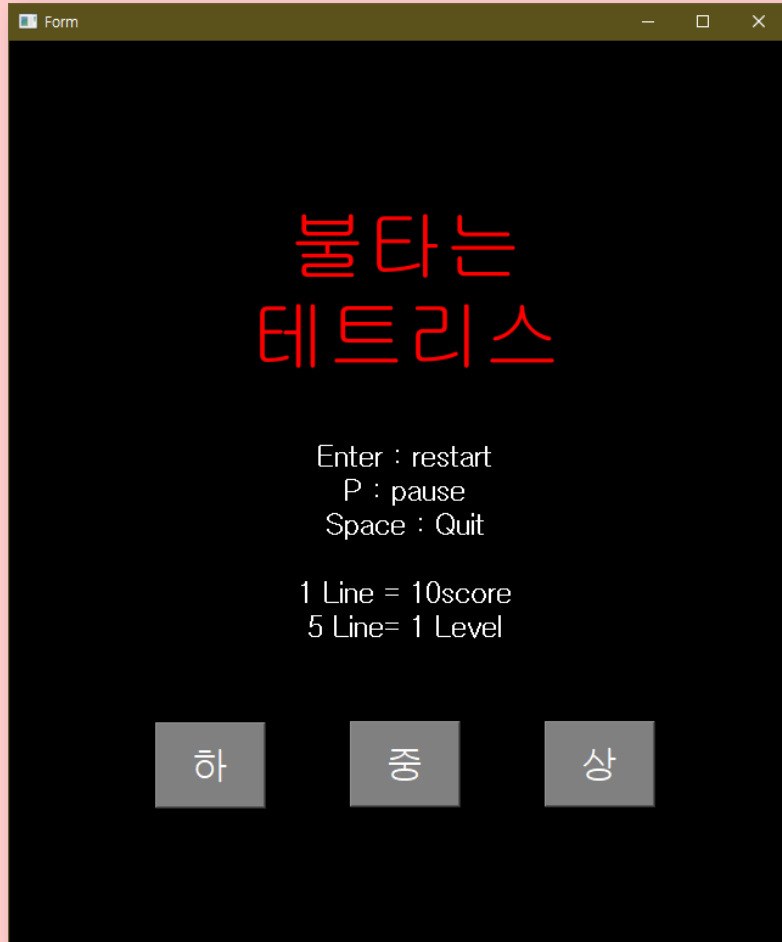 Form
불타는
테트리스
Enter : restart
P : pause
Space : Quit
1 Line = 10score
5 Line= 1 Level
하 중 상